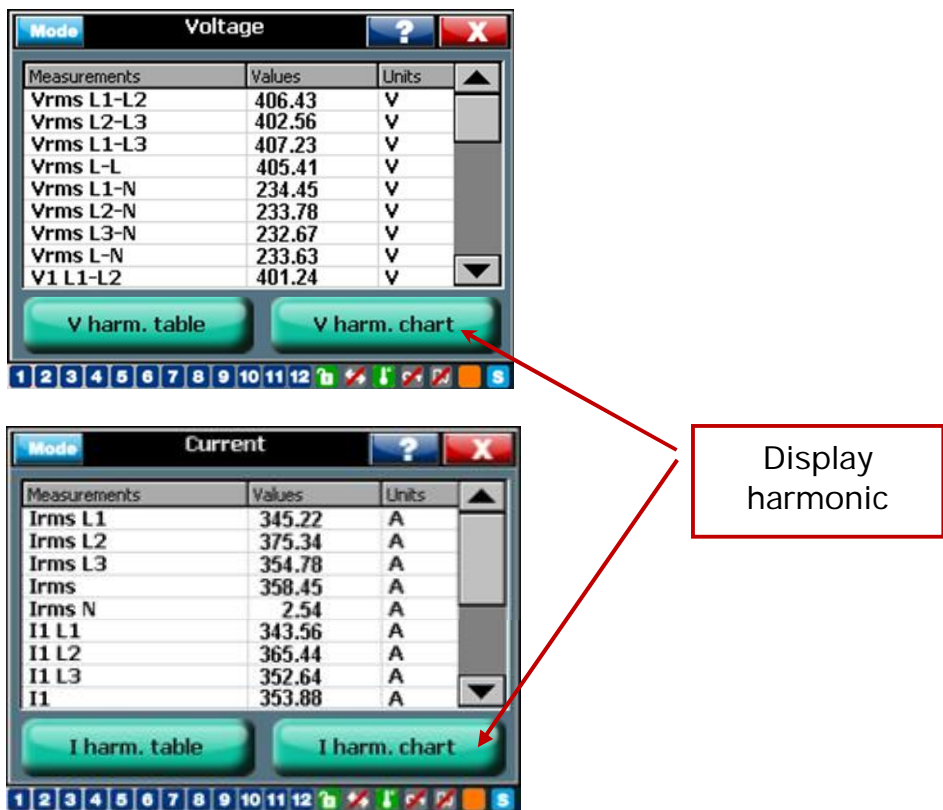 Mode Voltage ? X
Measurements Values Units
Vrms L1-L2 406.43 V
Vrms L2-L3 402.56 V
Vrms L1-L3 407.23 V
Vrms L-L 405.41 V
Vrms L1-N 234.45 V
Vrms L2-N 233.78 V
Vrms L3-N 232.67 V
Vrms L-N 233.63 V
V1 L1-L2 401.24 V
V harm. table V harm. chart
1 2 3 4 5 6 7 8 9 10 11 12 S
Mode Current ? X
Measurements Values Units
Irms L1 345.22 A
Irms L2 375.34 A
Irms L3 354.78 A
Irms 358.45 A
Irms N 2.54 A
I1 L1 343.56 A
I1 L2 365.44 A
I1 L3 352.64 A
I1 353.88 A
I harm. table I harm. chart
1 2 3 4 5 6 7 8 9 10 11 12 S
Display
harmonic